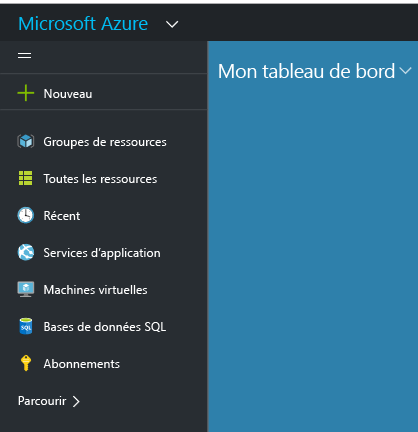 Microsoft Azure
Mon tableau de bord
Nouveau
Groupes de ressources
Toutes les ressources
Récent
Services d’application
Machines virtuelles
SQL
Bases de données SQL
Abonnements
Parcourir